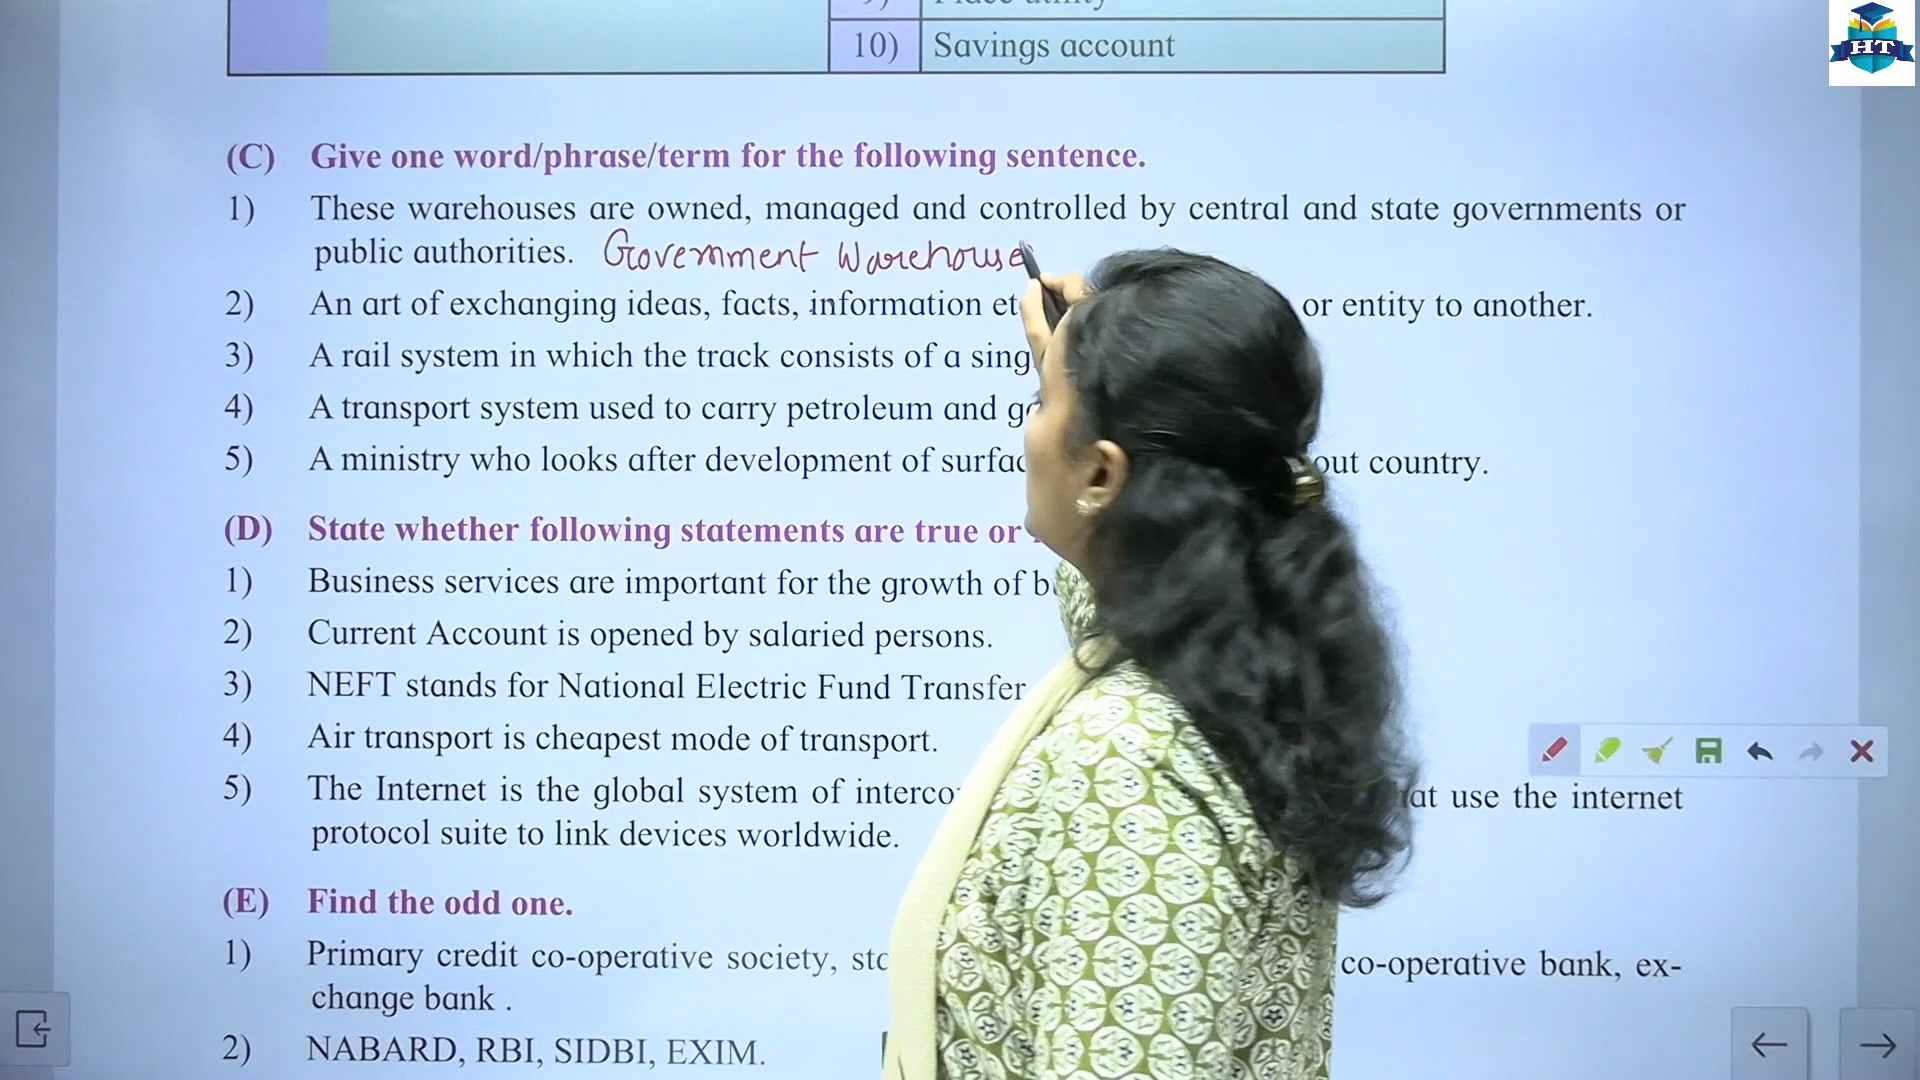 9) Place utility
10) Savings account
HT
(C) Give one word/phrase/term for the following sentence.
1) These warehouses are owned, managed and controlled by central and state governments or
public authorities. Government Warehouse
2) An art of exchanging ideas, facts, information et or entity to another.
3) A rail system in which the track consists of a sing
4) A transport system used to carry petroleum and g
5) A ministry who looks after development of surfac out country.
(D) State whether following statements are true or
1) Business services are important for the growth of b
2) Current Account is opened by salaried persons.
3) NEFT stands for National Electric Fund Transfer
4) Air transport is cheapest mode of transport.
5) The Internet is the global system of interco at use the internet
protocol suite to link devices worldwide.
(E) Find the odd one.
1) Primary credit co-operative society, sta co-operative bank, ex-
change bank .
2) NABARD, RBI, SIDBI, EXIM.